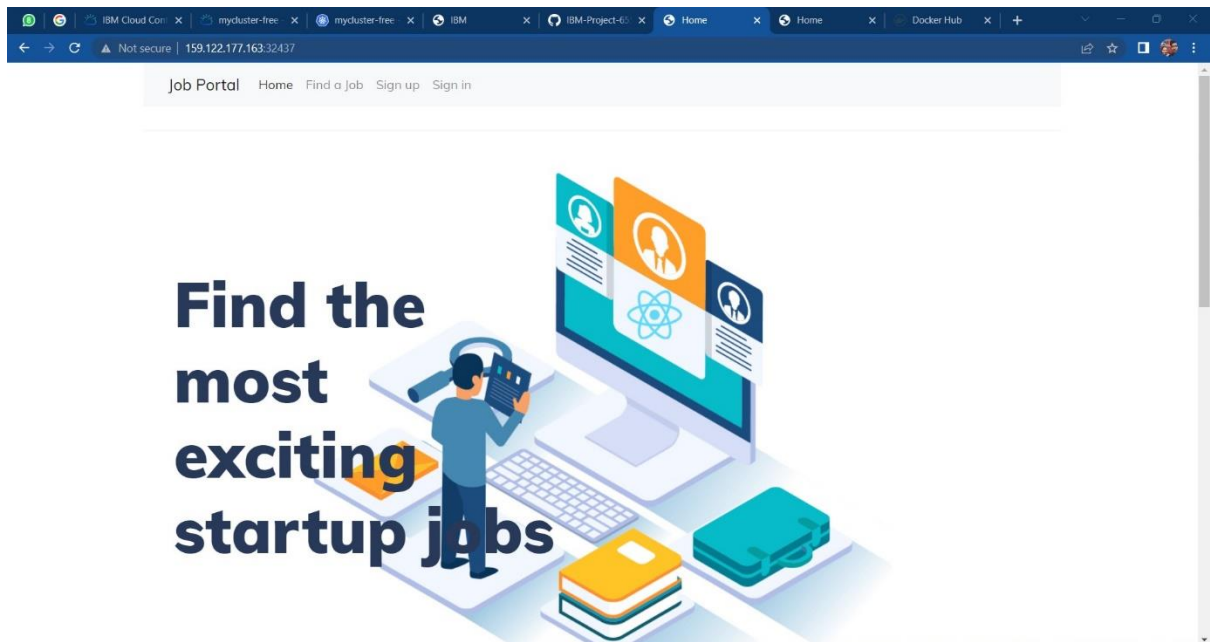 IBM Cloud Cont
mycluster-free
mycluster-free
IBM
IBM-Project-65
Home
Home
Docker Hub
Not secure | 159.122.177.163:32437
Job Portal Home Find a Job Sign up Sign in
Find the
most
exciting
startup jobs